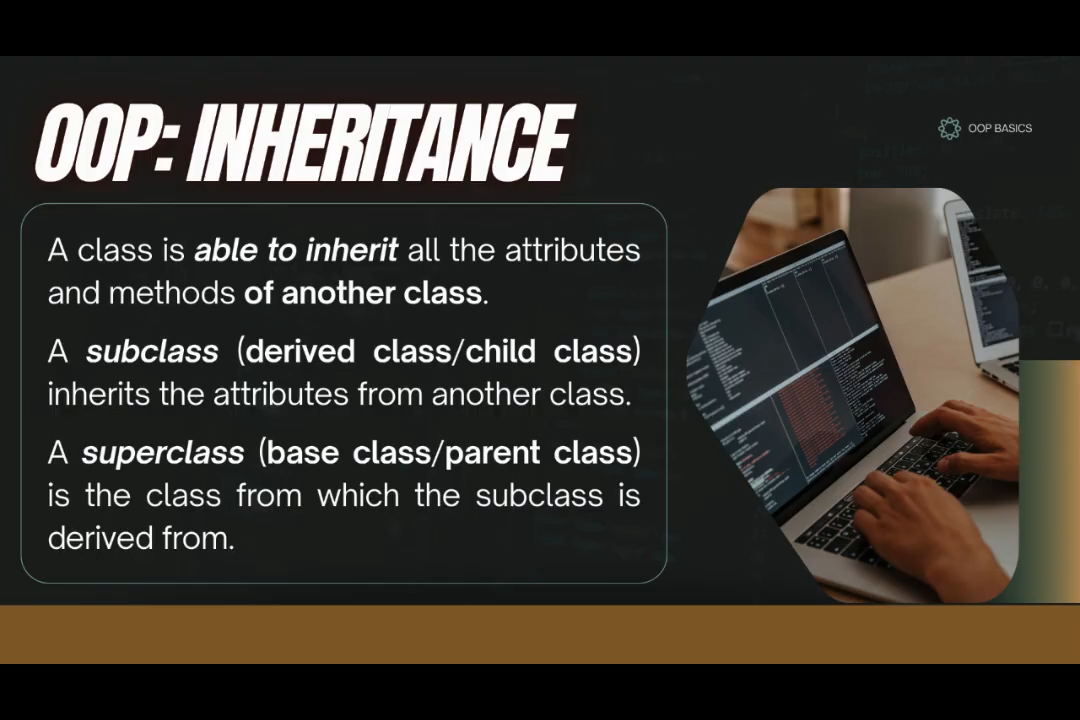 OOP: INHERITANCE
OOP BASICS
A class is able to inherit all the attributes
and methods of another class.
A subclass (derived class/child class)
inherits the attributes from another class.
A superclass (base class/parent class)
is the class from which the subclass is
derived from.